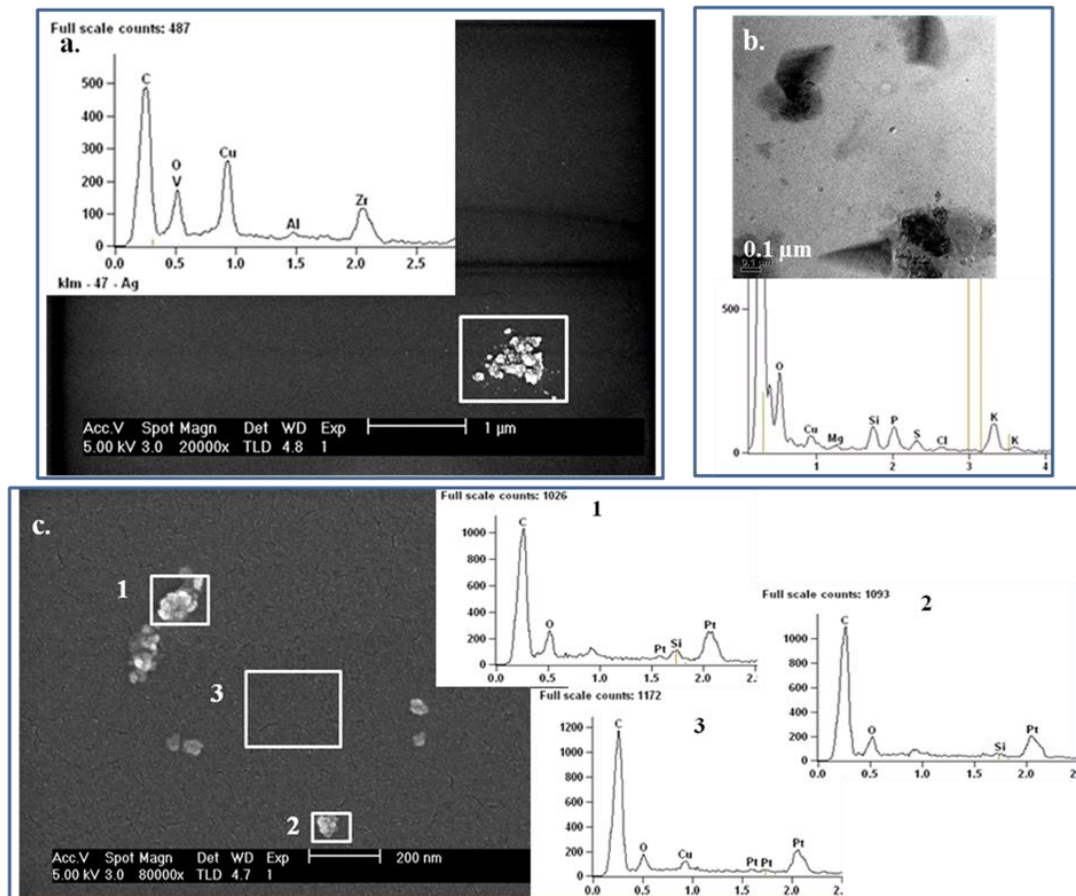 Full scale counts: 487
a.
500
400
300
200
100
0
C
O
V
Cu
Al
Zr
0.0 0.5 1.0 1.5 2.0
klm - 47 - Ag
Acc.V Spot Magn Det WD Exp
5.00 kV 3.0 20000x TLD 4.8 1
1 µm
b.
0.1 µm
0.1 µm
500
0
O
Cu
Mg
Si
P
S
Cl
K
K
1 2 3 4
c.
1
2
3
Acc.V Spot Magn Det WD Exp
5.00 kV 3.0 80000x TLD 4.7 1
200 nm
Full scale counts: 1026
1
1000
800
600
400
200
0
C
O
Pt
Si
Pt
0.0 0.5 1.0 1.5 2.0 2.5
Full scale counts: 1093
2
1000
800
600
400
200
0
C
O
Si
Pt
0.0 0.5 1.0 1.5 2.0
Full scale counts: 1172
3
1200
1000
800
600
400
200
0
C
O
Cu
Pt Pt
Pt
0.0 0.5 1.0 1.5 2.0 2.5